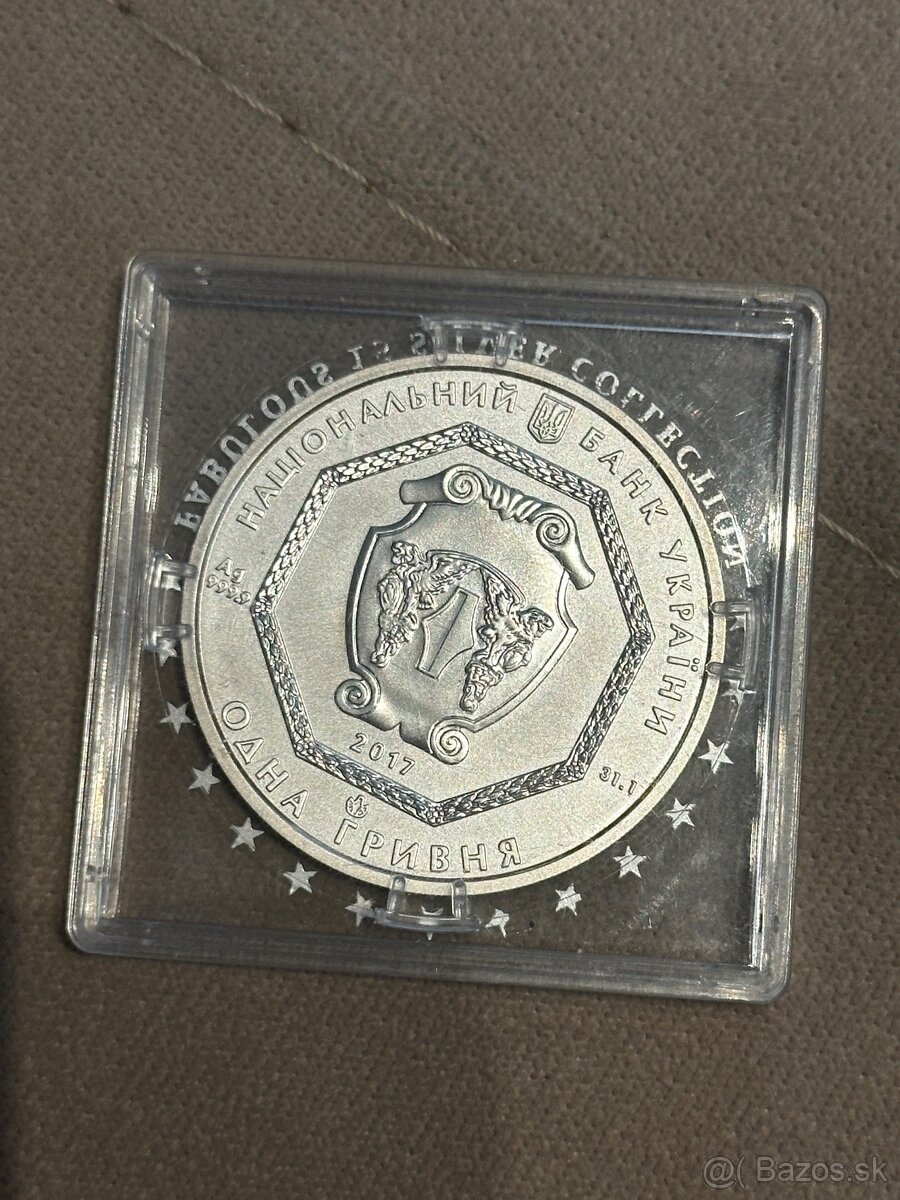 FABULOUS 15 SILVER COLLECTION
НАЦІОНАЛЬНИЙ БАНК УКРАЇНИ
Ag
999,9
1
2017
31.1
ОДНА ГРИВНЯ
@( Bazos.sk